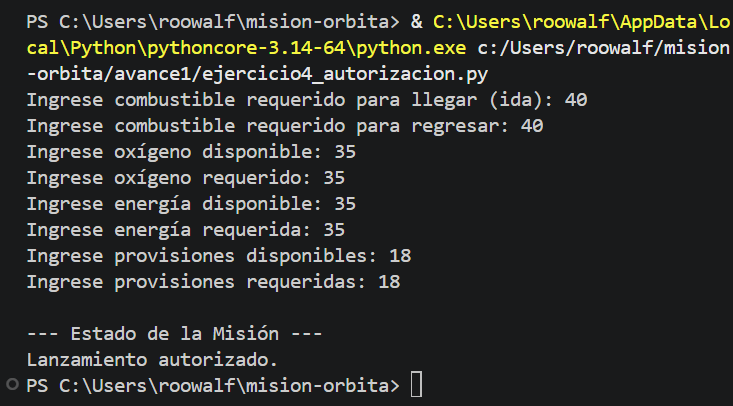 PS C:\Users\roowalf\mision-orbita> & C:\Users\roowalf\AppData\Lo
cal\Python\pythoncore-3.14-64\python.exe c:/Users/roowalf/mision
-orbita/avance1/ejercicio4_autorizacion.py
Ingrese combustible requerido para llegar (ida): 40
Ingrese combustible requerido para regresar: 40
Ingrese oxígeno disponible: 35
Ingrese oxígeno requerido: 35
Ingrese energía disponible: 35
Ingrese energía requerida: 35
Ingrese provisiones disponibles: 18
Ingrese provisiones requeridas: 18

--- Estado de la Misión ---
Lanzamiento autorizado.
PS C:\Users\roowalf\mision-orbita>